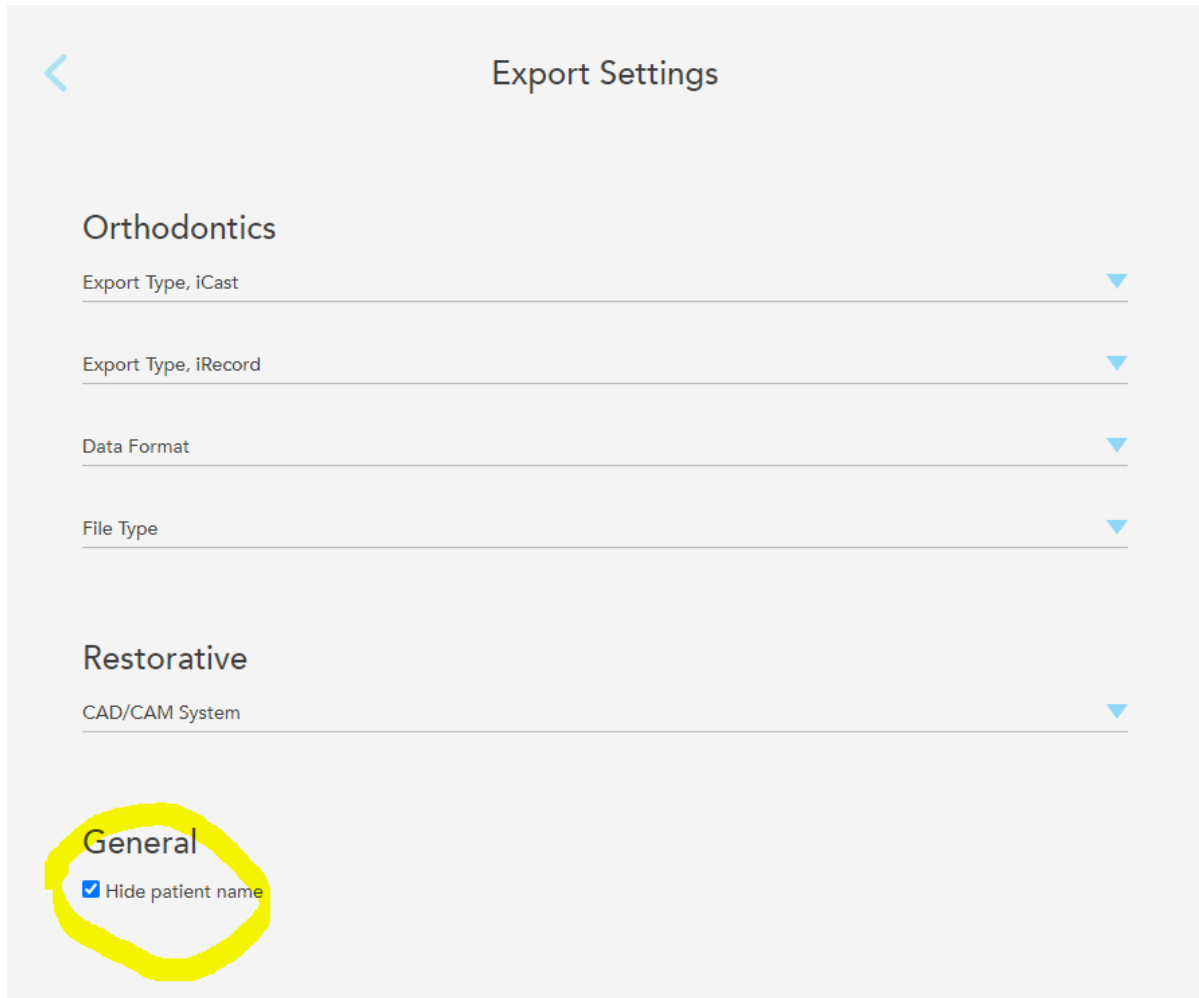 Export Settings
Orthodontics
Export Type, iCast
Export Type, iRecord
Data Format
File Type
Restorative
CAD/CAM System
General
Hide patient name